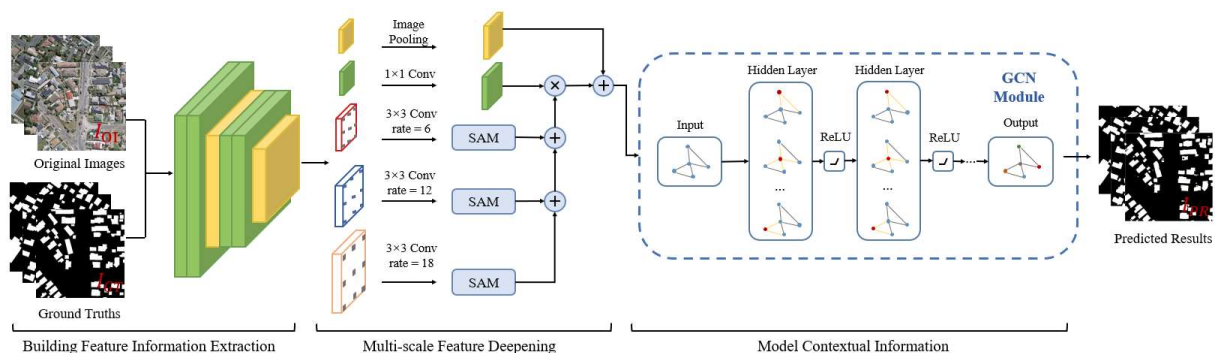 I_OI
Original Images
I_GT
Ground Truths
Building Feature Information Extraction
Image
Pooling
1×1 Conv
3×3 Conv
rate = 6
SAM
3×3 Conv
rate = 12
SAM
3×3 Conv
rate = 18
SAM
Multi-scale Feature Deepening
GCN
Module
Hidden Layer
Hidden Layer
Input
ReLU
...
ReLU
...
......
Output
Model Contextual Information
I_PR
Predicted Results